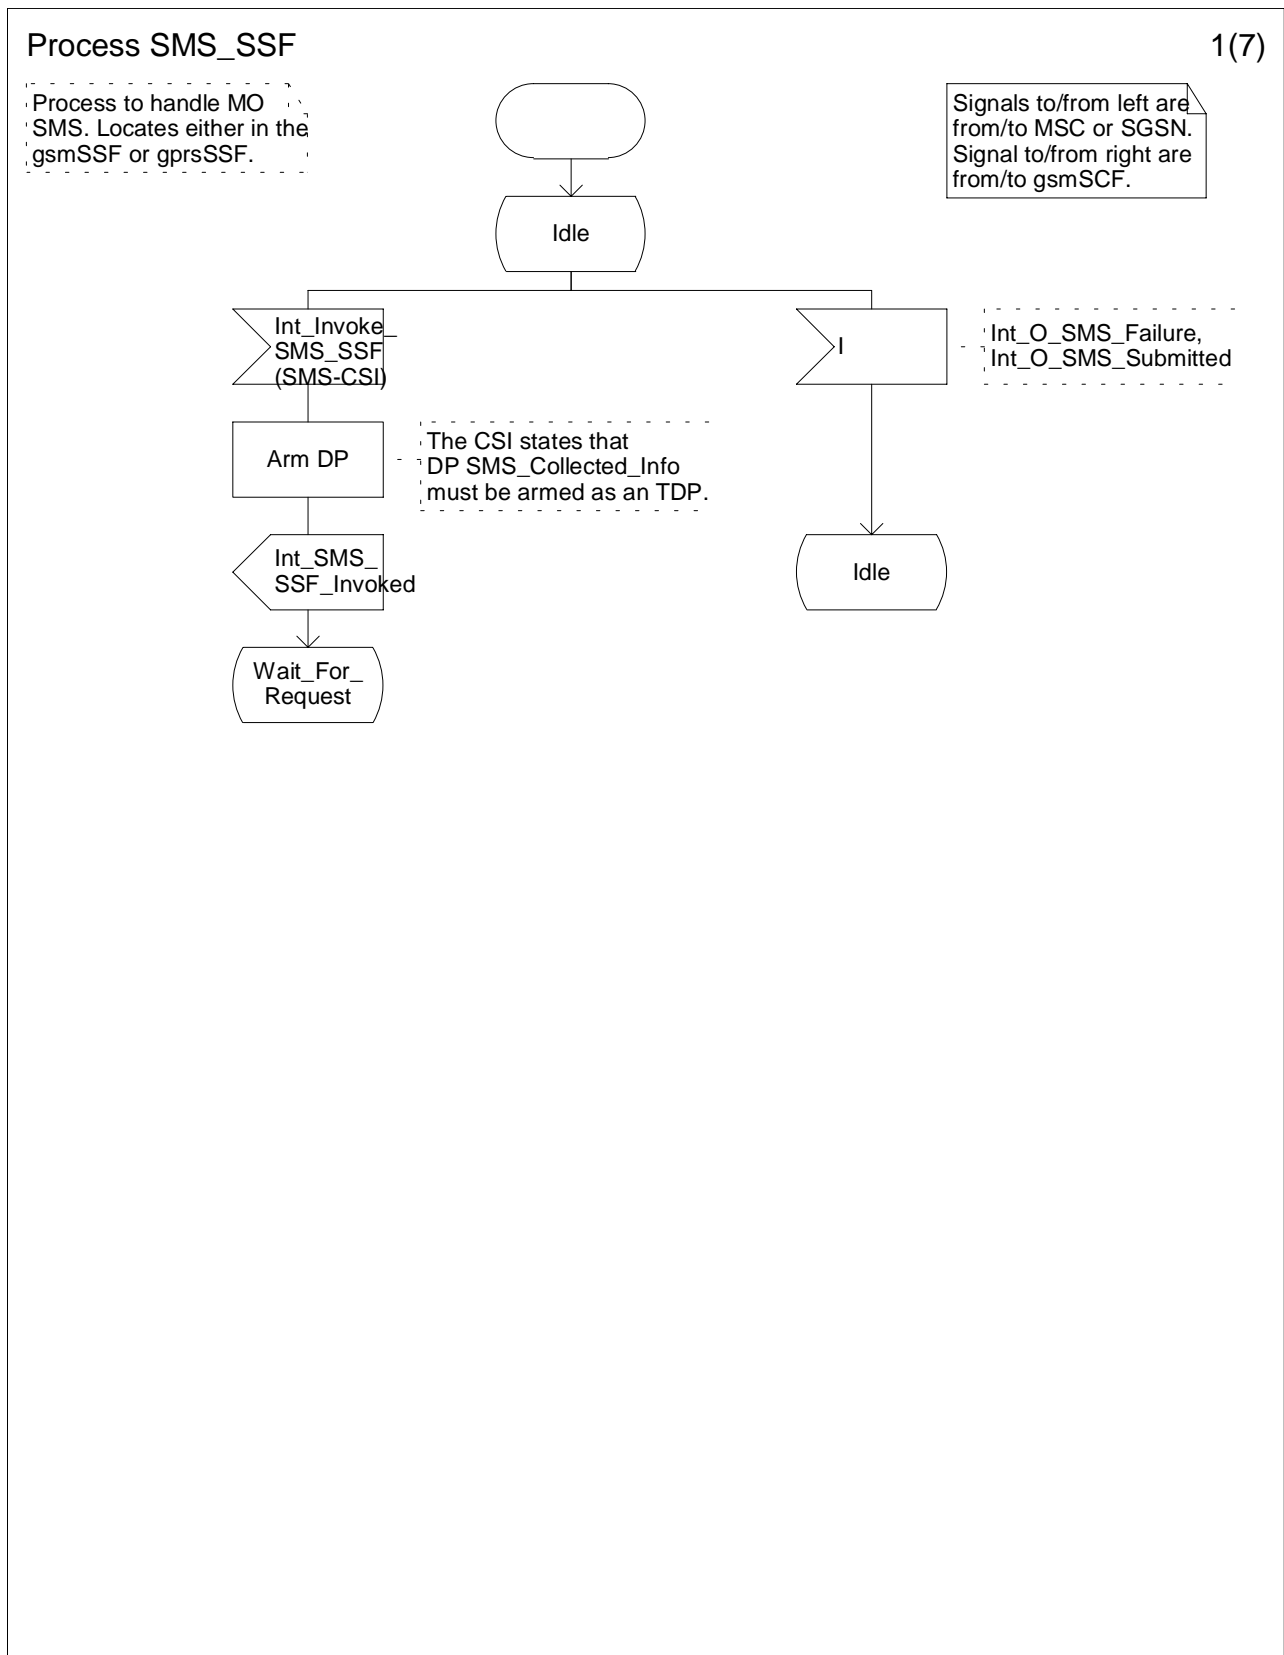 Process SMS_SSF
1(7)
Process to handle MO
SMS. Locates either in the
gsmSSF or gprsSSF.
Signals to/from left are
from/to MSC or SGSN.
Signal to/from right are
from/to gsmSCF.
Idle
Int_Invoke_
SMS_SSF
(SMS-CSI)
I
Int_O_SMS_Failure,
Int_O_SMS_Submitted
Arm DP
The CSI states that
DP SMS_Collected_Info
must be armed as an TDP.
Int_SMS_
SSF_Invoked
Idle
Wait_For_
Request